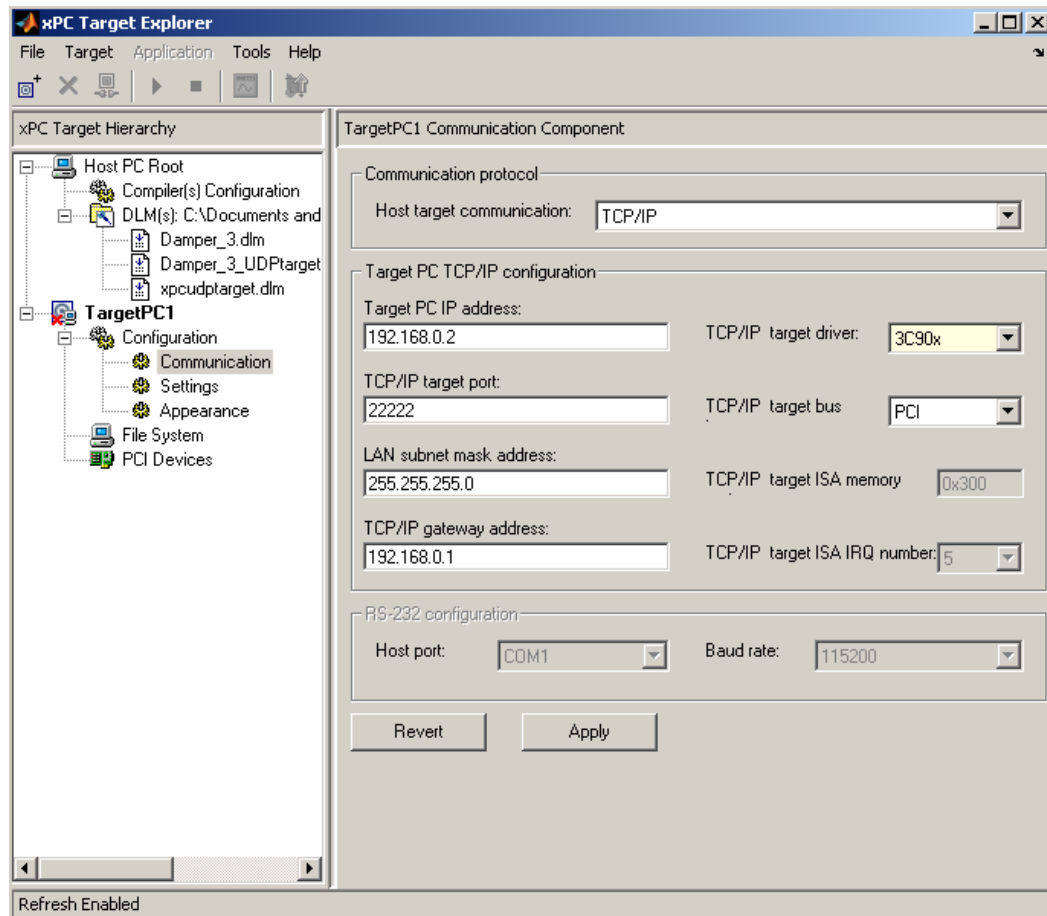 xPC Target Explorer
File Target Application Tools Help
xPC Target Hierarchy
Host PC Root
Compiler(s) Configuration
DLM(s): C:\Documents and
Damper_3.dlm
Damper_3_UDPtarget
xpcudptarget.dlm
TargetPC1
Configuration
Communication
Settings
Appearance
File System
PCI Devices
TargetPC1 Communication Component
Communication protocol
Host target communication: TCP/IP
Target PC TCP/IP configuration
Target PC IP address:
192.168.0.2
TCP/IP target driver: 3C90x
TCP/IP target port:
22222
TCP/IP target bus PCI
LAN subnet mask address:
255.255.255.0
TCP/IP target ISA memory 0x300
TCP/IP gateway address:
192.168.0.1
TCP/IP target ISA IRQ number: 5
RS-232 configuration
Host port: COM1 Baud rate: 115200
Revert Apply
Refresh Enabled